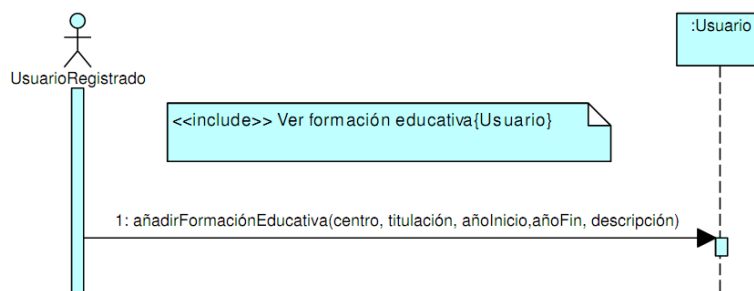 :Usuario
UsuarioRegistrado
<<include>> Ver formación educativa{Usuario}
1: añadirFormaciónEducativa(centro, titulación, añoInicio,añoFin, descripción)